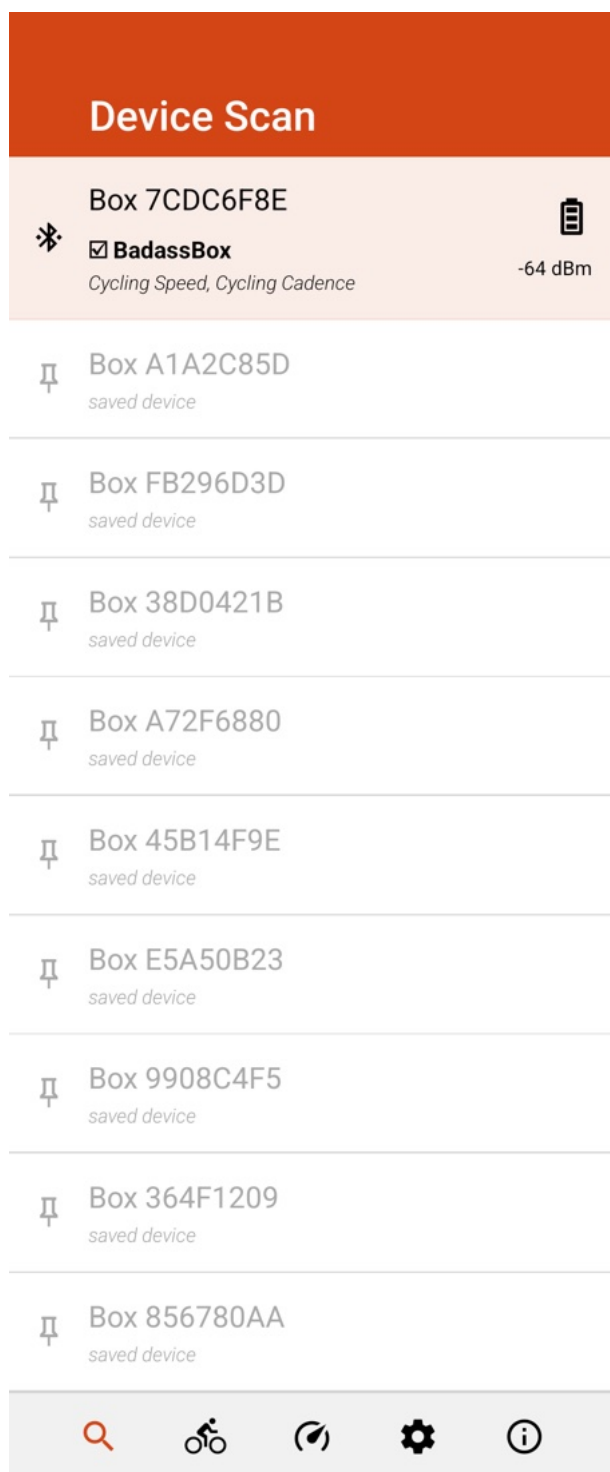 Device Scan
Box 7CDC6F8E
☑ BadassBox
Cycling Speed, Cycling Cadence
-64 dBm
Box A1A2C85D
saved device
Box FB296D3D
saved device
Box 38D0421B
saved device
Box A72F6880
saved device
Box 45B14F9E
saved device
Box E5A50B23
saved device
Box 9908C4F5
saved device
Box 364F1209
saved device
Box 856780AA
saved device